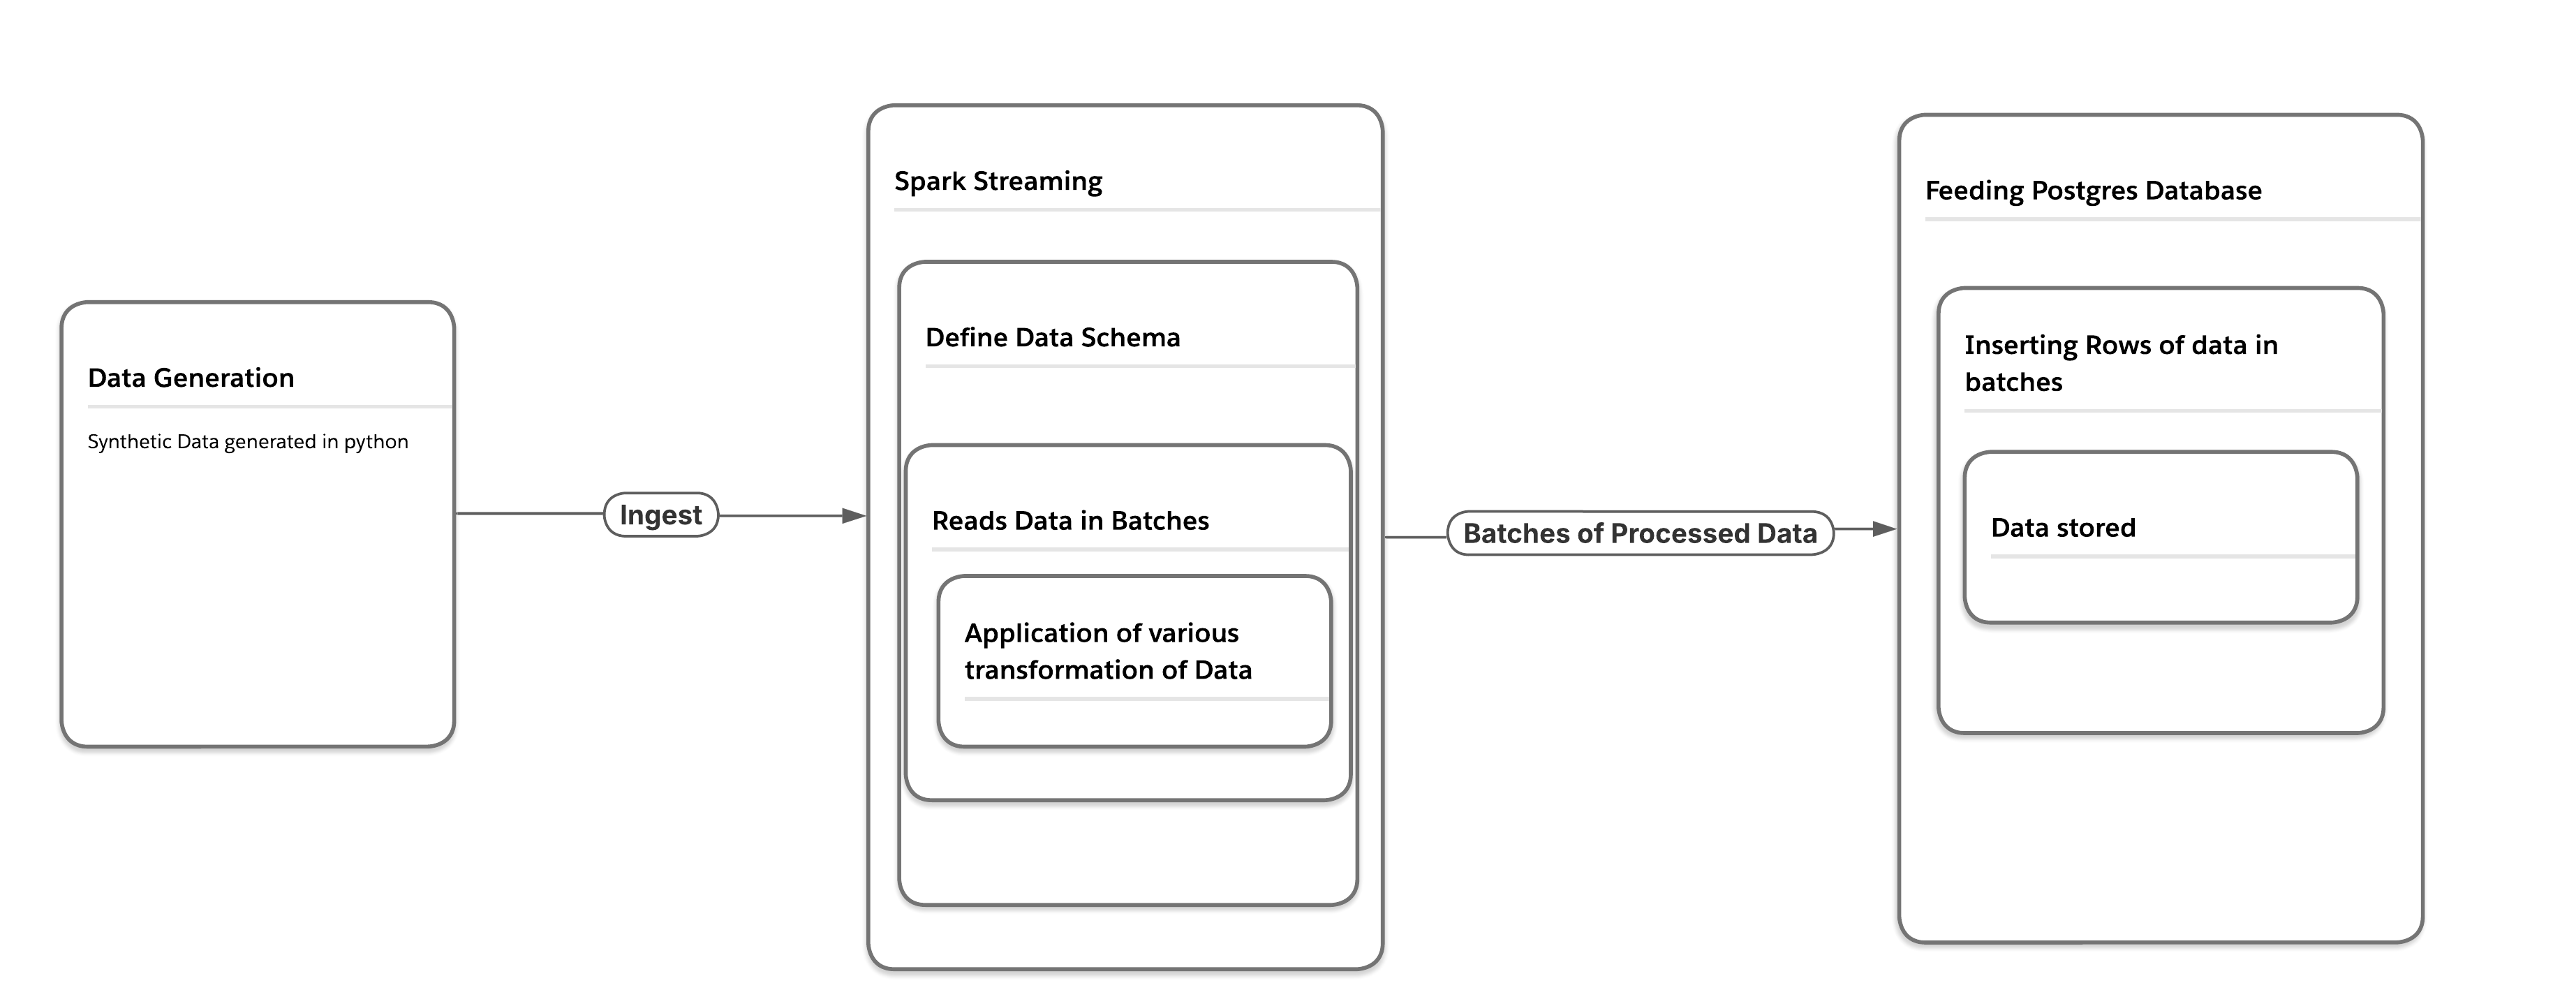 Data Generation
Synthetic Data generated in python
Ingest
Spark Streaming
Define Data Schema
Reads Data in Batches
Application of various
transformation of Data
Batches of Processed Data
Feeding Postgres Database
Inserting Rows of data in
batches
Data stored